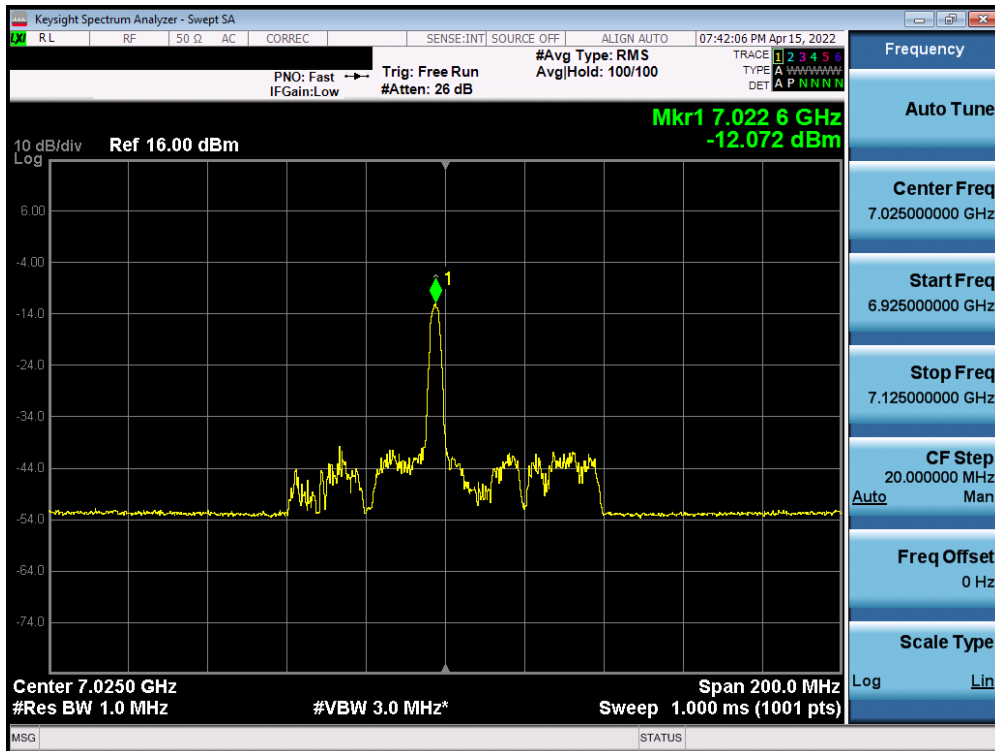 Keysight Spectrum Analyzer - Swept SA
LXI RL RF 50 Ω AC CORREC SENSE:INT SOURCE OFF ALIGN AUTO 07:42:06 PM Apr 15, 2022
PNO: Fast
IFGain:Low
Trig: Free Run
#Atten: 26 dB
#Avg Type: RMS
Avg|Hold: 100/100
TRACE 1 2 3 4 5 6
TYPE A WWWWW
DET A P N N N N
Mkr1 7.022 6 GHz
-12.072 dBm
10 dB/div Ref 16.00 dBm
Log
6.00
-4.00
1
-14.0
-24.0
-34.0
-44.0
-54.0
-64.0
-74.0
Center 7.0250 GHz Span 200.0 MHz
#Res BW 1.0 MHz #VBW 3.0 MHz* Sweep 1.000 ms (1001 pts)
MSG STATUS
Frequency
Auto Tune
Center Freq
7.025000000 GHz
Start Freq
6.925000000 GHz
Stop Freq
7.125000000 GHz
CF Step
20.000000 MHz
Auto Man
Freq Offset
0 Hz
Scale Type
Log Lin